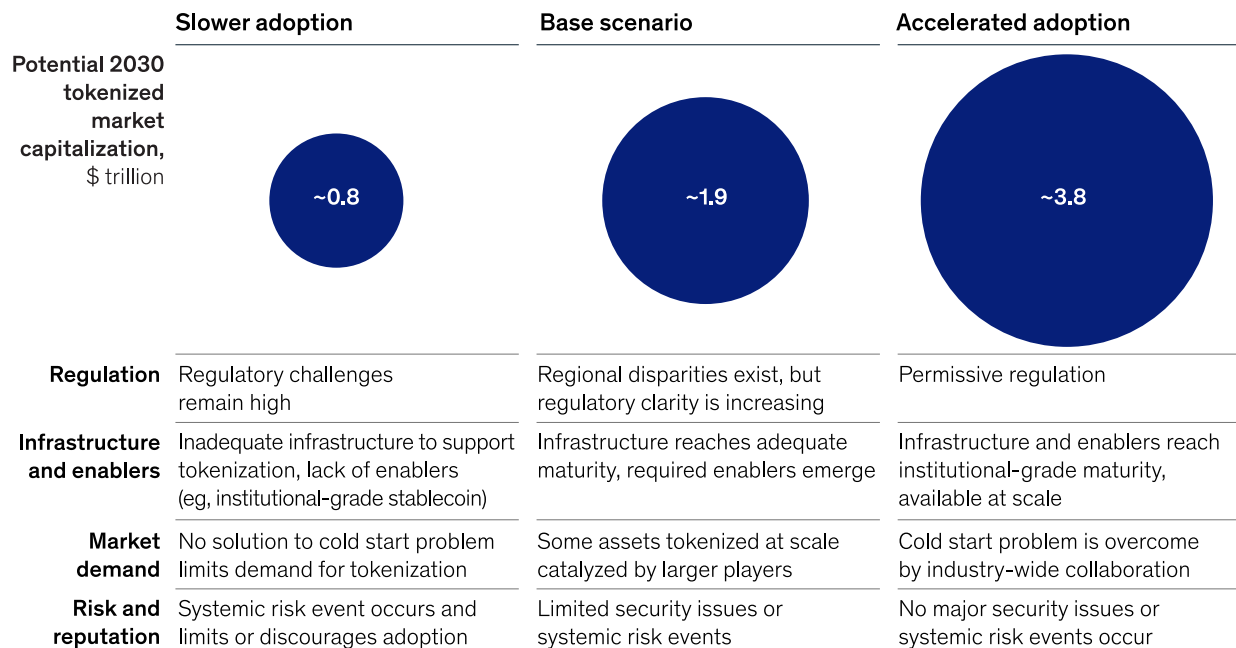 Slower adoption
Base scenario
Accelerated adoption
Potential 2030
tokenized
market
capitalization,
$ trillion
~0.8
~1.9
~3.8
Regulation
Regulatory challenges
remain high
Regional disparities exist, but
regulatory clarity is increasing
Permissive regulation
Infrastructure
and enablers
Inadequate infrastructure to support
tokenization, lack of enablers
(eg, institutional-grade stablecoin)
Infrastructure reaches adequate
maturity, required enablers emerge
Infrastructure and enablers reach
institutional-grade maturity,
available at scale
Market
demand
No solution to cold start problem
limits demand for tokenization
Some assets tokenized at scale
catalyzed by larger players
Cold start problem is overcome
by industry-wide collaboration
Risk and
reputation
Systemic risk event occurs and
limits or discourages adoption
Limited security issues or
systemic risk events
No major security issues or
systemic risk events occur